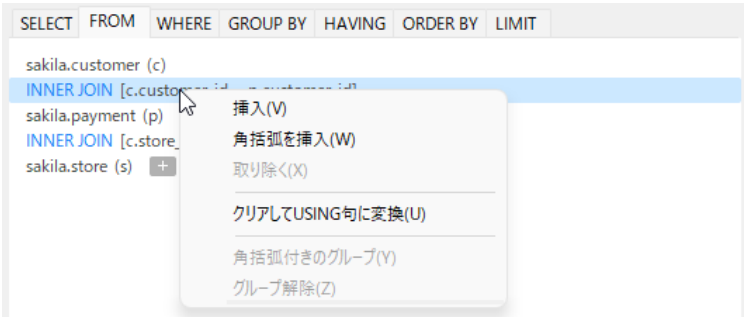 SELECT FROM WHERE GROUP BY HAVING ORDER BY LIMIT
sakila.customer (c)
INNER JOIN [c.customer_id = p.customer_id]
sakila.payment (p)
INNER JOIN [c.store_
sakila.store (s) +
挿入(V)
角括弧を挿入(W)
取り除く(X)
クリアしてUSING句に変換(U)
角括弧付きのグループ(Y)
グループ解除(Z)